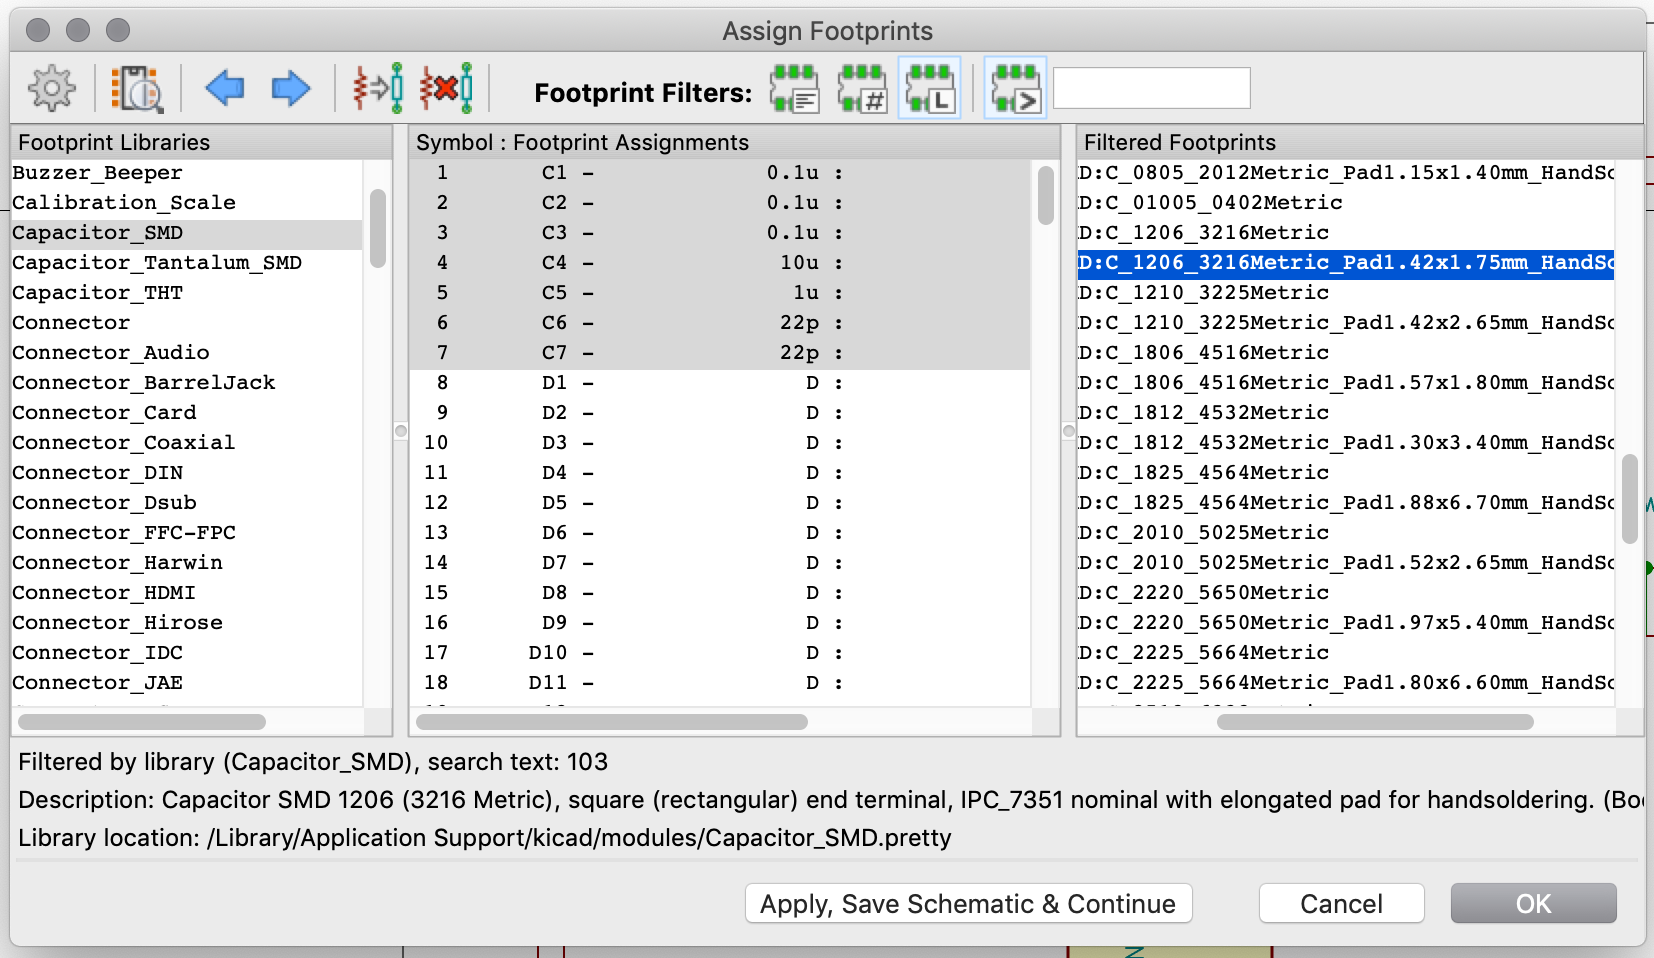 Assign Footprints
Footprint Filters:
Footprint Libraries
Buzzer_Beeper
Calibration_Scale
Capacitor_SMD
Capacitor_Tantalum_SMD
Capacitor_THT
Connector
Connector_Audio
Connector_BarrelJack
Connector_Card
Connector_Coaxial
Connector_DIN
Connector_Dsub
Connector_FFC-FPC
Connector_Harwin
Connector_HDMI
Connector_Hirose
Connector_IDC
Connector_JAE
Symbol : Footprint Assignments
1 C1 - 0.1u :
2 C2 - 0.1u :
3 C3 - 0.1u :
4 C4 - 10u :
5 C5 - 1u :
6 C6 - 22p :
7 C7 - 22p :
8 D1 - D :
9 D2 - D :
10 D3 - D :
11 D4 - D :
12 D5 - D :
13 D6 - D :
14 D7 - D :
15 D8 - D :
16 D9 - D :
17 D10 - D :
18 D11 - D :
Filtered Footprints
D:C_0805_2012Metric_Pad1.15x1.40mm_HandSo
D:C_01005_0402Metric
D:C_1206_3216Metric
D:C_1206_3216Metric_Pad1.42x1.75mm_HandSo
D:C_1210_3225Metric
D:C_1210_3225Metric_Pad1.42x2.65mm_HandSo
D:C_1806_4516Metric
D:C_1806_4516Metric_Pad1.57x1.80mm_HandSo
D:C_1812_4532Metric
D:C_1812_4532Metric_Pad1.30x3.40mm_HandSo
D:C_1825_4564Metric
D:C_1825_4564Metric_Pad1.88x6.70mm_HandSo
D:C_2010_5025Metric
D:C_2010_5025Metric_Pad1.52x2.65mm_HandSo
D:C_2220_5650Metric
D:C_2220_5650Metric_Pad1.97x5.40mm_HandSo
D:C_2225_5664Metric
D:C_2225_5664Metric_Pad1.80x6.60mm_HandSo
Filtered by library (Capacitor_SMD), search text: 103
Description: Capacitor SMD 1206 (3216 Metric), square (rectangular) end terminal, IPC_7351 nominal with elongated pad for handsoldering. (Bo
Library location: /Library/Application Support/kicad/modules/Capacitor_SMD.pretty
Apply, Save Schematic & Continue
Cancel
OK